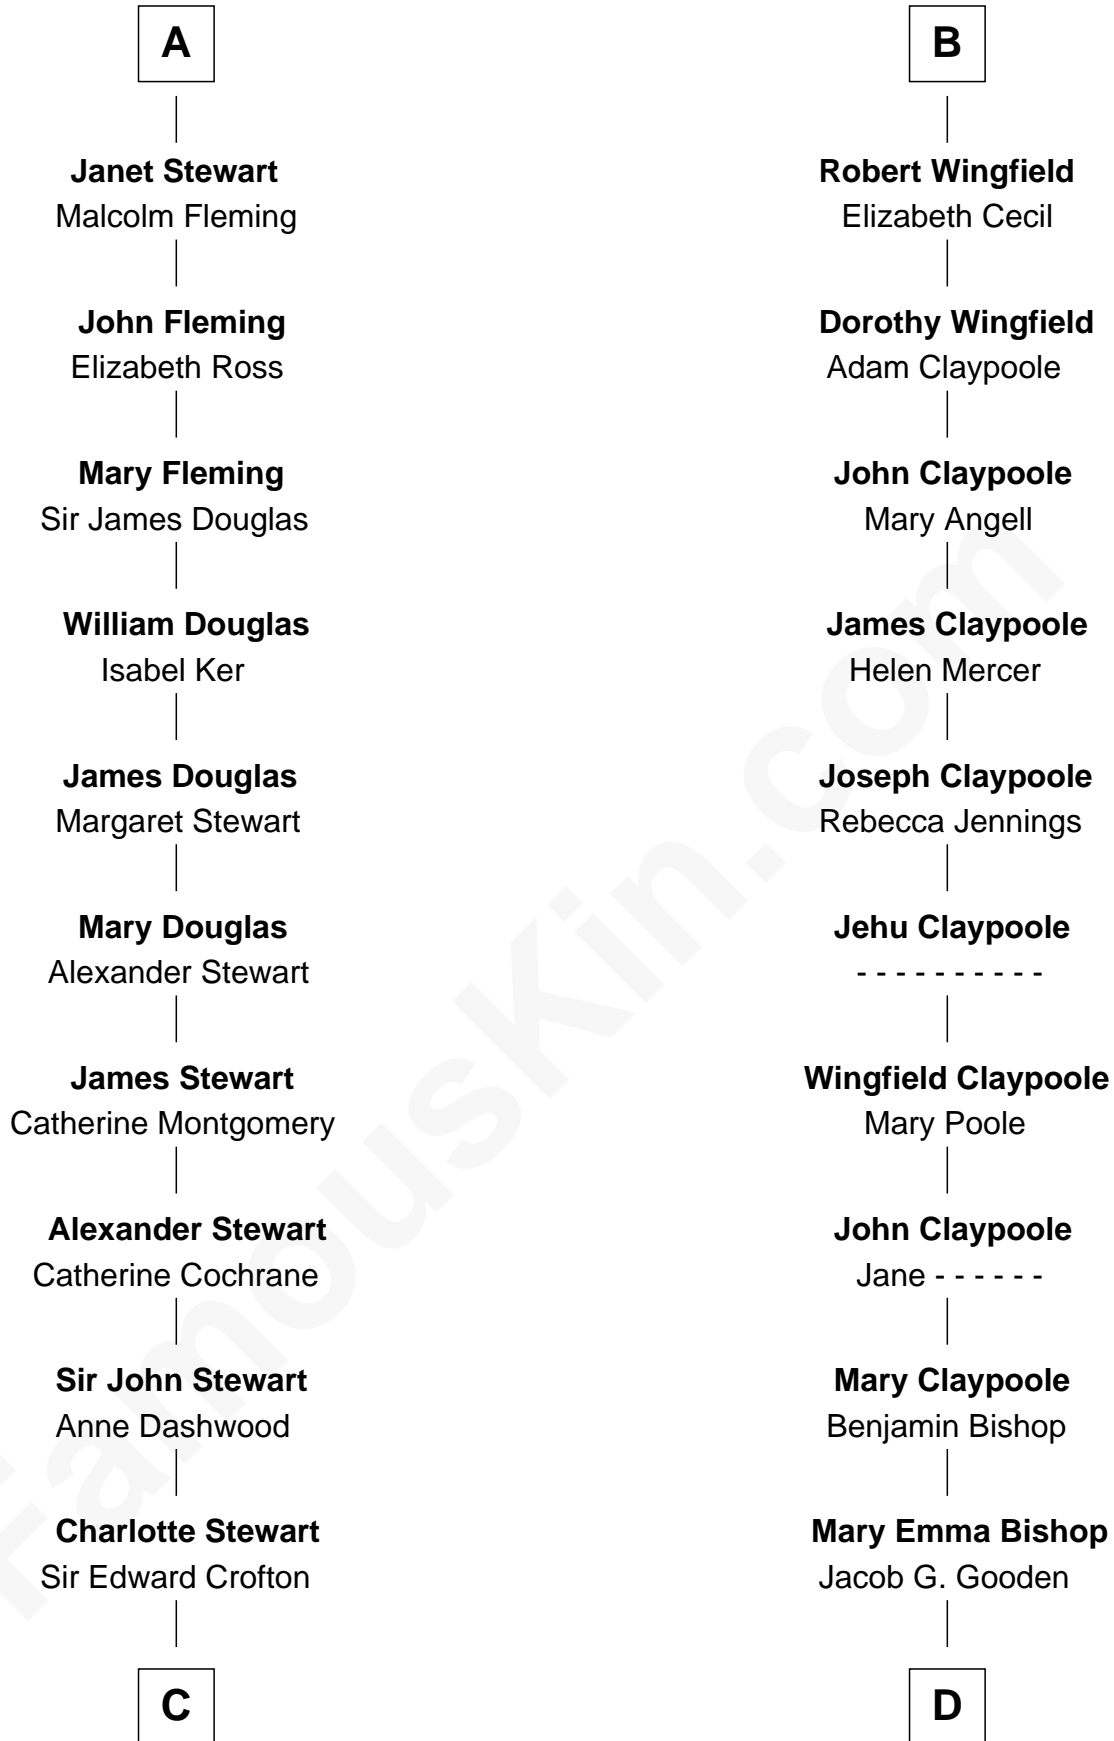 A
Janet Stewart
Malcolm Fleming
John Fleming
Elizabeth Ross
Mary Fleming
Sir James Douglas
William Douglas
Isabel Ker
James Douglas
Margaret Stewart
Mary Douglas
Alexander Stewart
James Stewart
Catherine Montgomery
Alexander Stewart
Catherine Cochrane
Sir John Stewart
Anne Dashwood
Charlotte Stewart
Sir Edward Crofton
C
B
Robert Wingfield
Elizabeth Cecil
Dorothy Wingfield
Adam Claypoole
John Claypoole
Mary Angell
James Claypoole
Helen Mercer
Joseph Claypoole
Rebecca Jennings
Jehu Claypoole
- - - - - - - - - -
Wingfield Claypoole
Mary Poole
John Claypoole
Jane - - - - - -
Mary Claypoole
Benjamin Bishop
Mary Emma Bishop
Jacob G. Gooden
D
FamousKin.com